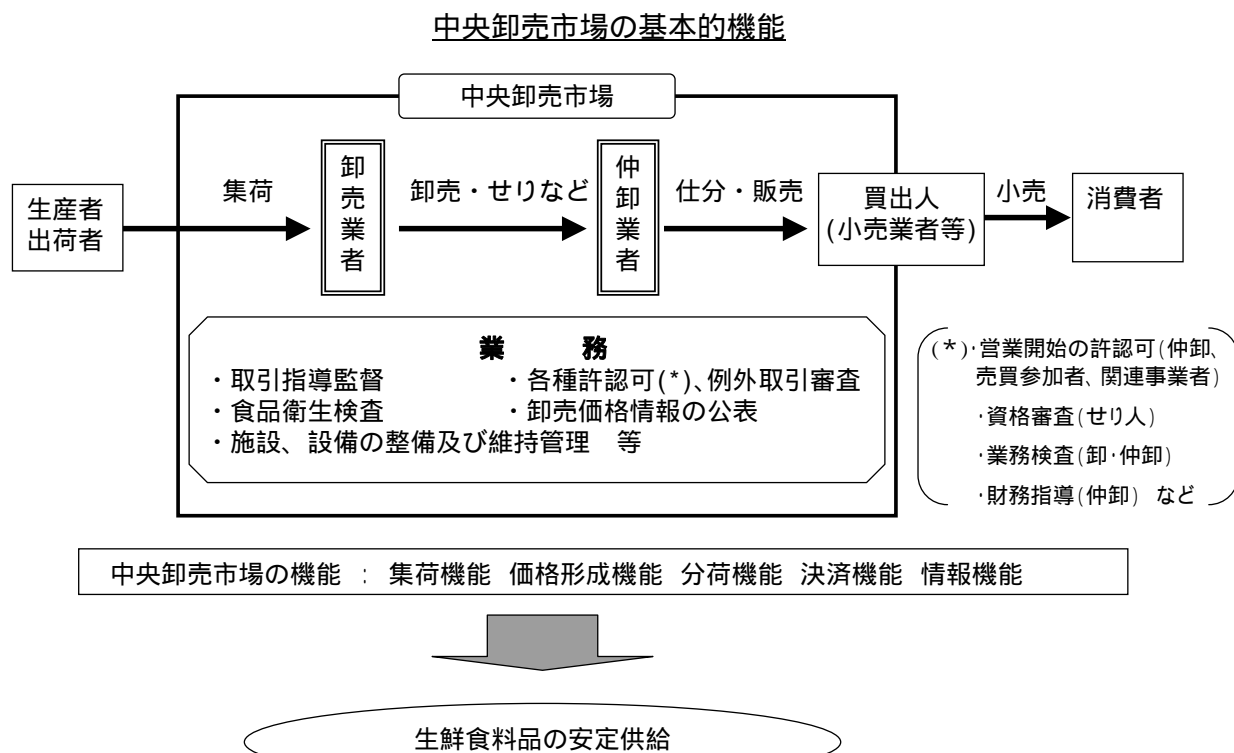 中央卸売市場の基本的機能
中央卸売市場
生産者
出荷者
集荷
卸売業者
卸売・せりなど
仲卸業者
仕分・販売
買出人
(小売業者等)
小売
消費者
業　務
・取引指導監督　・各種許認可(*)、例外取引審査
・食品衛生検査　・卸売価格情報の公表
・施設、設備の整備及び維持管理　等
(*)・営業開始の許認可(仲卸、
売買参加者、関連事業者)
・資格審査(せり人)
・業務検査(卸・仲卸)
・財務指導(仲卸)　など
中央卸売市場の機能　：　集荷機能　価格形成機能　分荷機能　決済機能　情報機能
生鮮食料品の安定供給